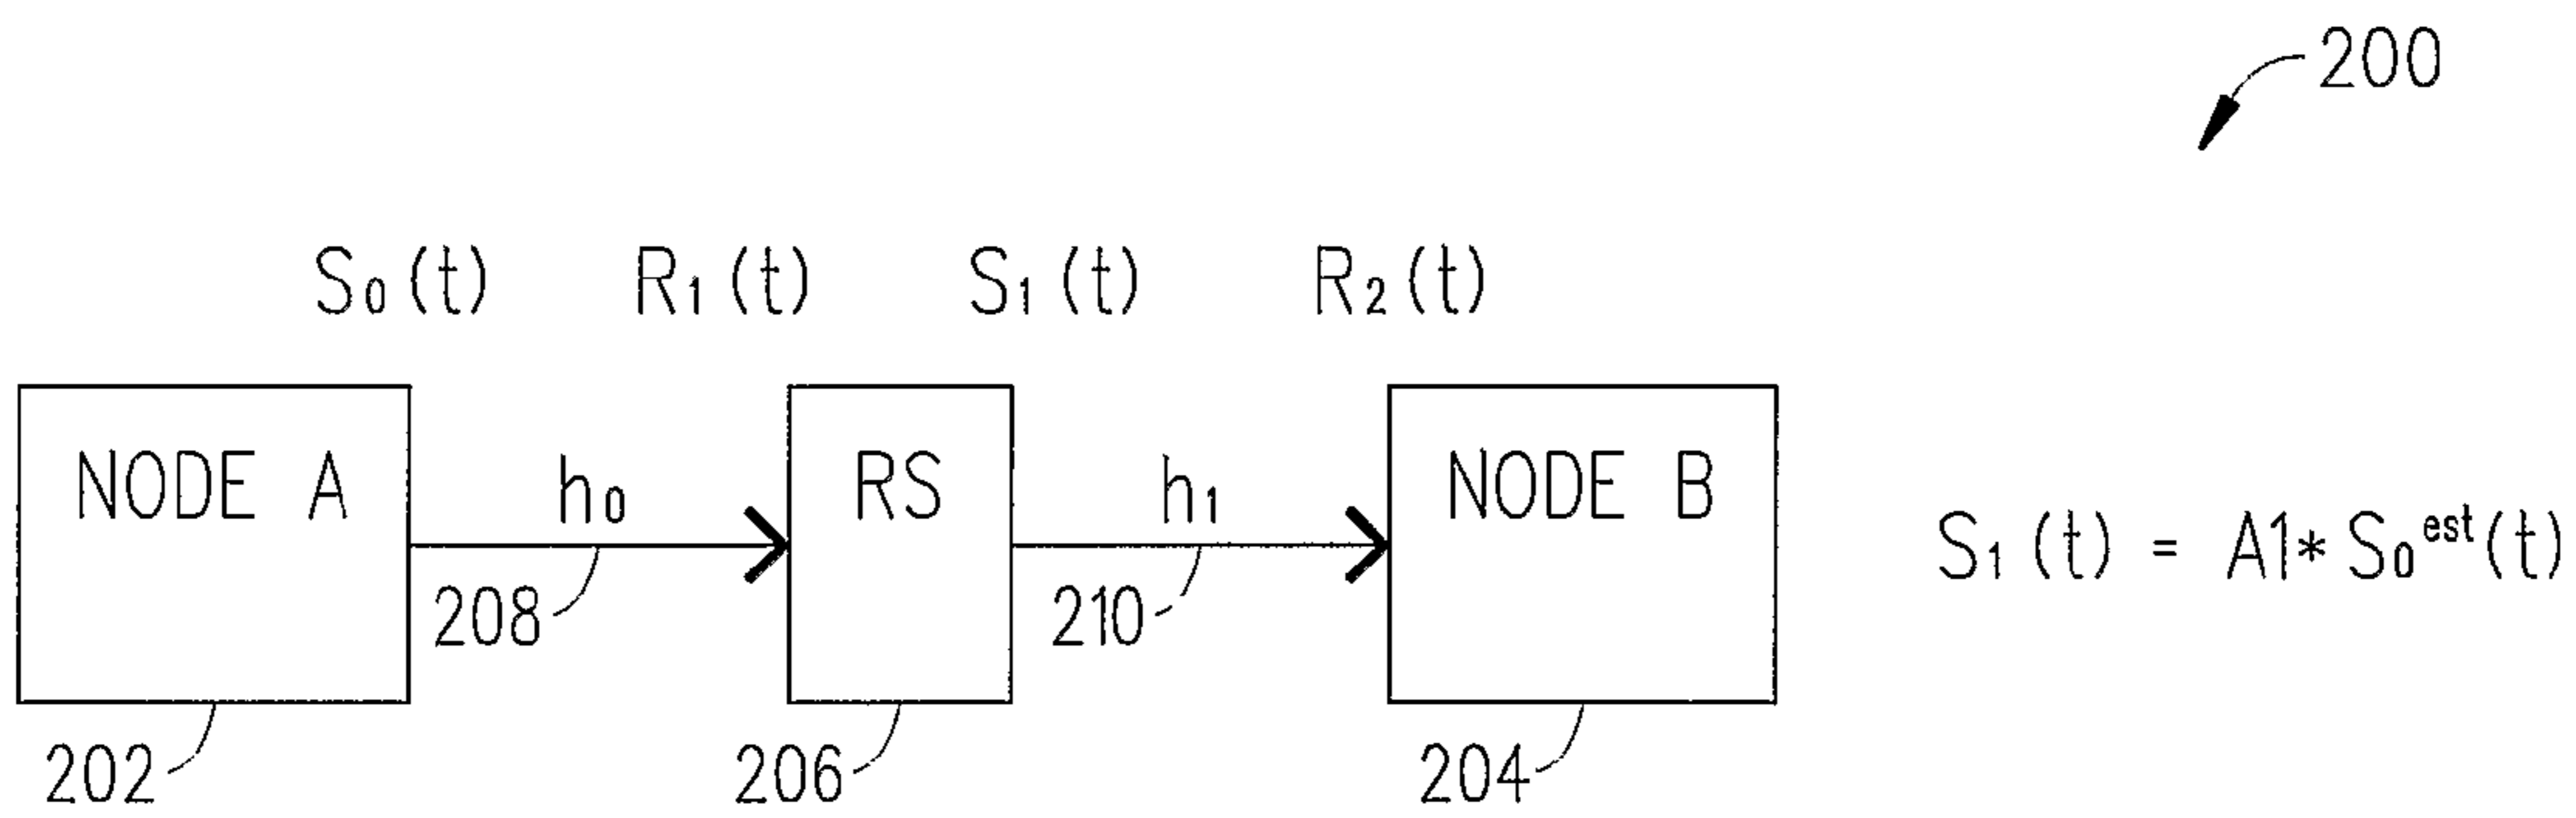 200
S₀(t) R₁(t) S₁(t) R₂(t)
NODE A h₀ RS h₁ NODE B
S₁(t) = A1* S₀ᵉˢᵗ(t)
208 210
202 206 204